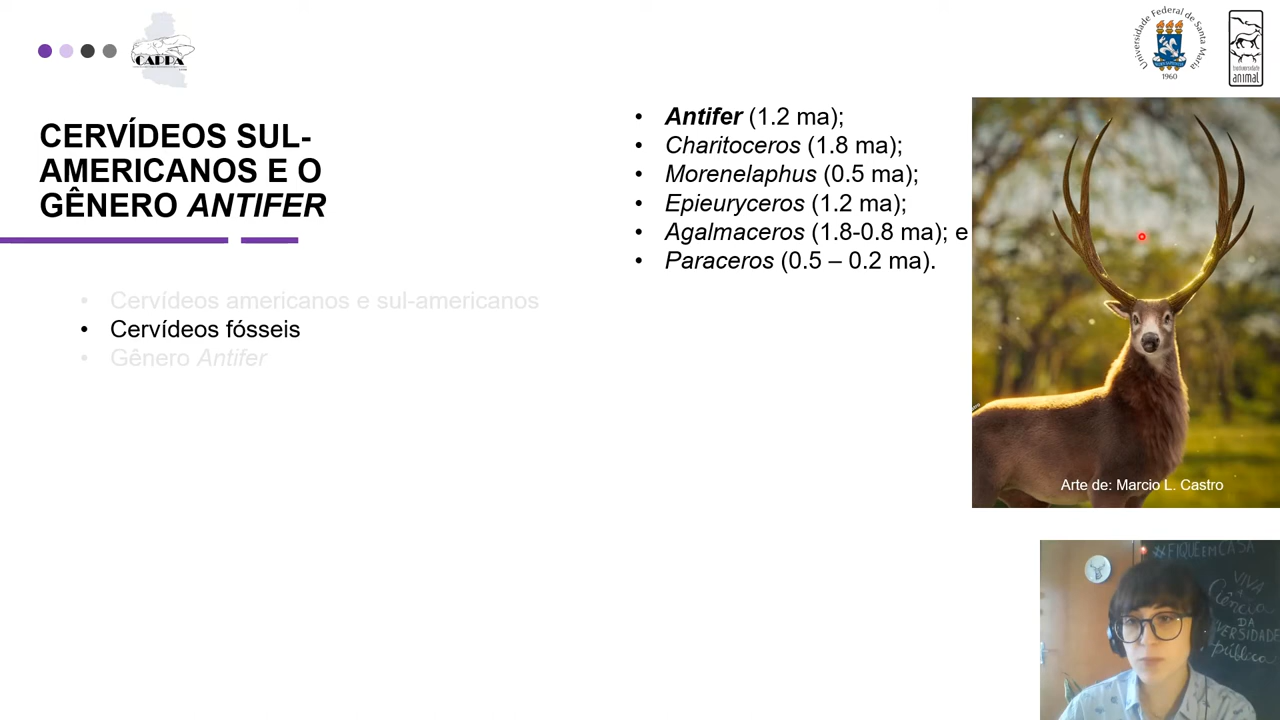 CAPPA
Universidade Federal de Santa Maria
1960
biodiversidade
animal
CERVÍDEOS SUL-
AMERICANOS E O
GÊNERO ANTIFER
• Cervídeos americanos e sul-americanos
• Cervídeos fósseis
• Gênero Antifer
• Antifer (1.2 ma);
• Charitoceros (1.8 ma);
• Morenelaphus (0.5 ma);
• Epieuryceros (1.2 ma);
• Agalmaceros (1.8-0.8 ma); e
• Paraceros (0.5 – 0.2 ma).
Arte de: Marcio L. Castro
#FIQUEEMCASA
VIVA
a
Ciência
DA
VERSIDADE
pública